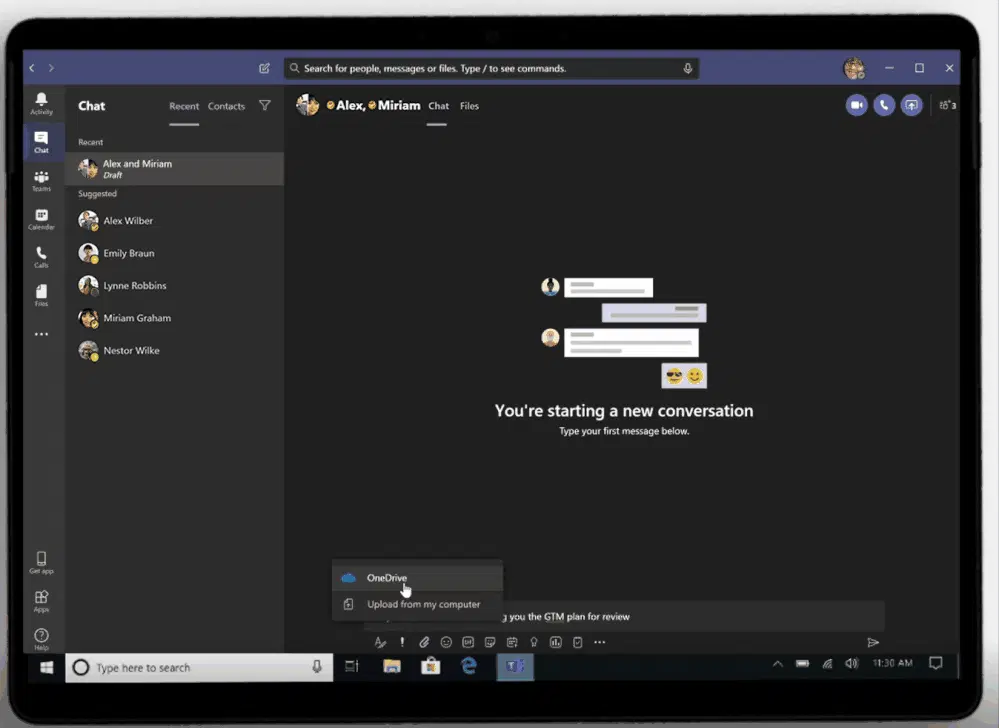 Search for people, messages or files. Type / to see commands.
Activity
Chat
Teams
Calendar
Calls
Files
Get app
Apps
Help
Chat
Recent
Contacts
Recent
Alex and Miriam
Draft
Suggested
Alex Wilber
Emily Braun
Lynne Robbins
Miriam Graham
Nestor Wilke
Alex, Miriam
Chat
Files
3
You're starting a new conversation
Type your first message below.
OneDrive
Upload from my computer
you the GTM plan for review
GIF
Type here to search
11:30 AM